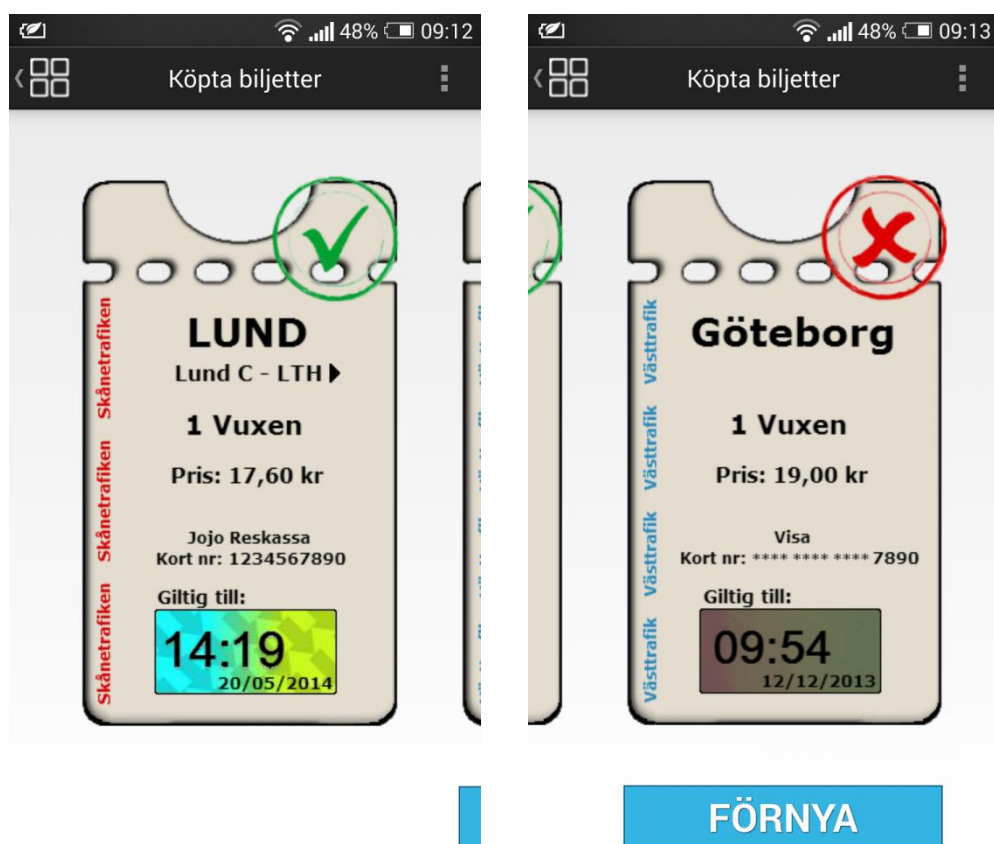 48% 09:12
Köpta biljetter
LUND
Lund C - LTH
1 Vuxen
Pris: 17,60 kr
Jojo Reskassa
Kort nr: 1234567890
Giltig till:
14:19
20/05/2014
Skånetrafiken Skånetrafiken Skånetrafiken
48% 09:13
Köpta biljetter
Göteborg
1 Vuxen
Pris: 19,00 kr
Visa
Kort nr: **** **** **** 7890
Giltig till:
09:54
12/12/2013
Västtrafik Västtrafik Västtrafik Västtrafik
FÖRNYA